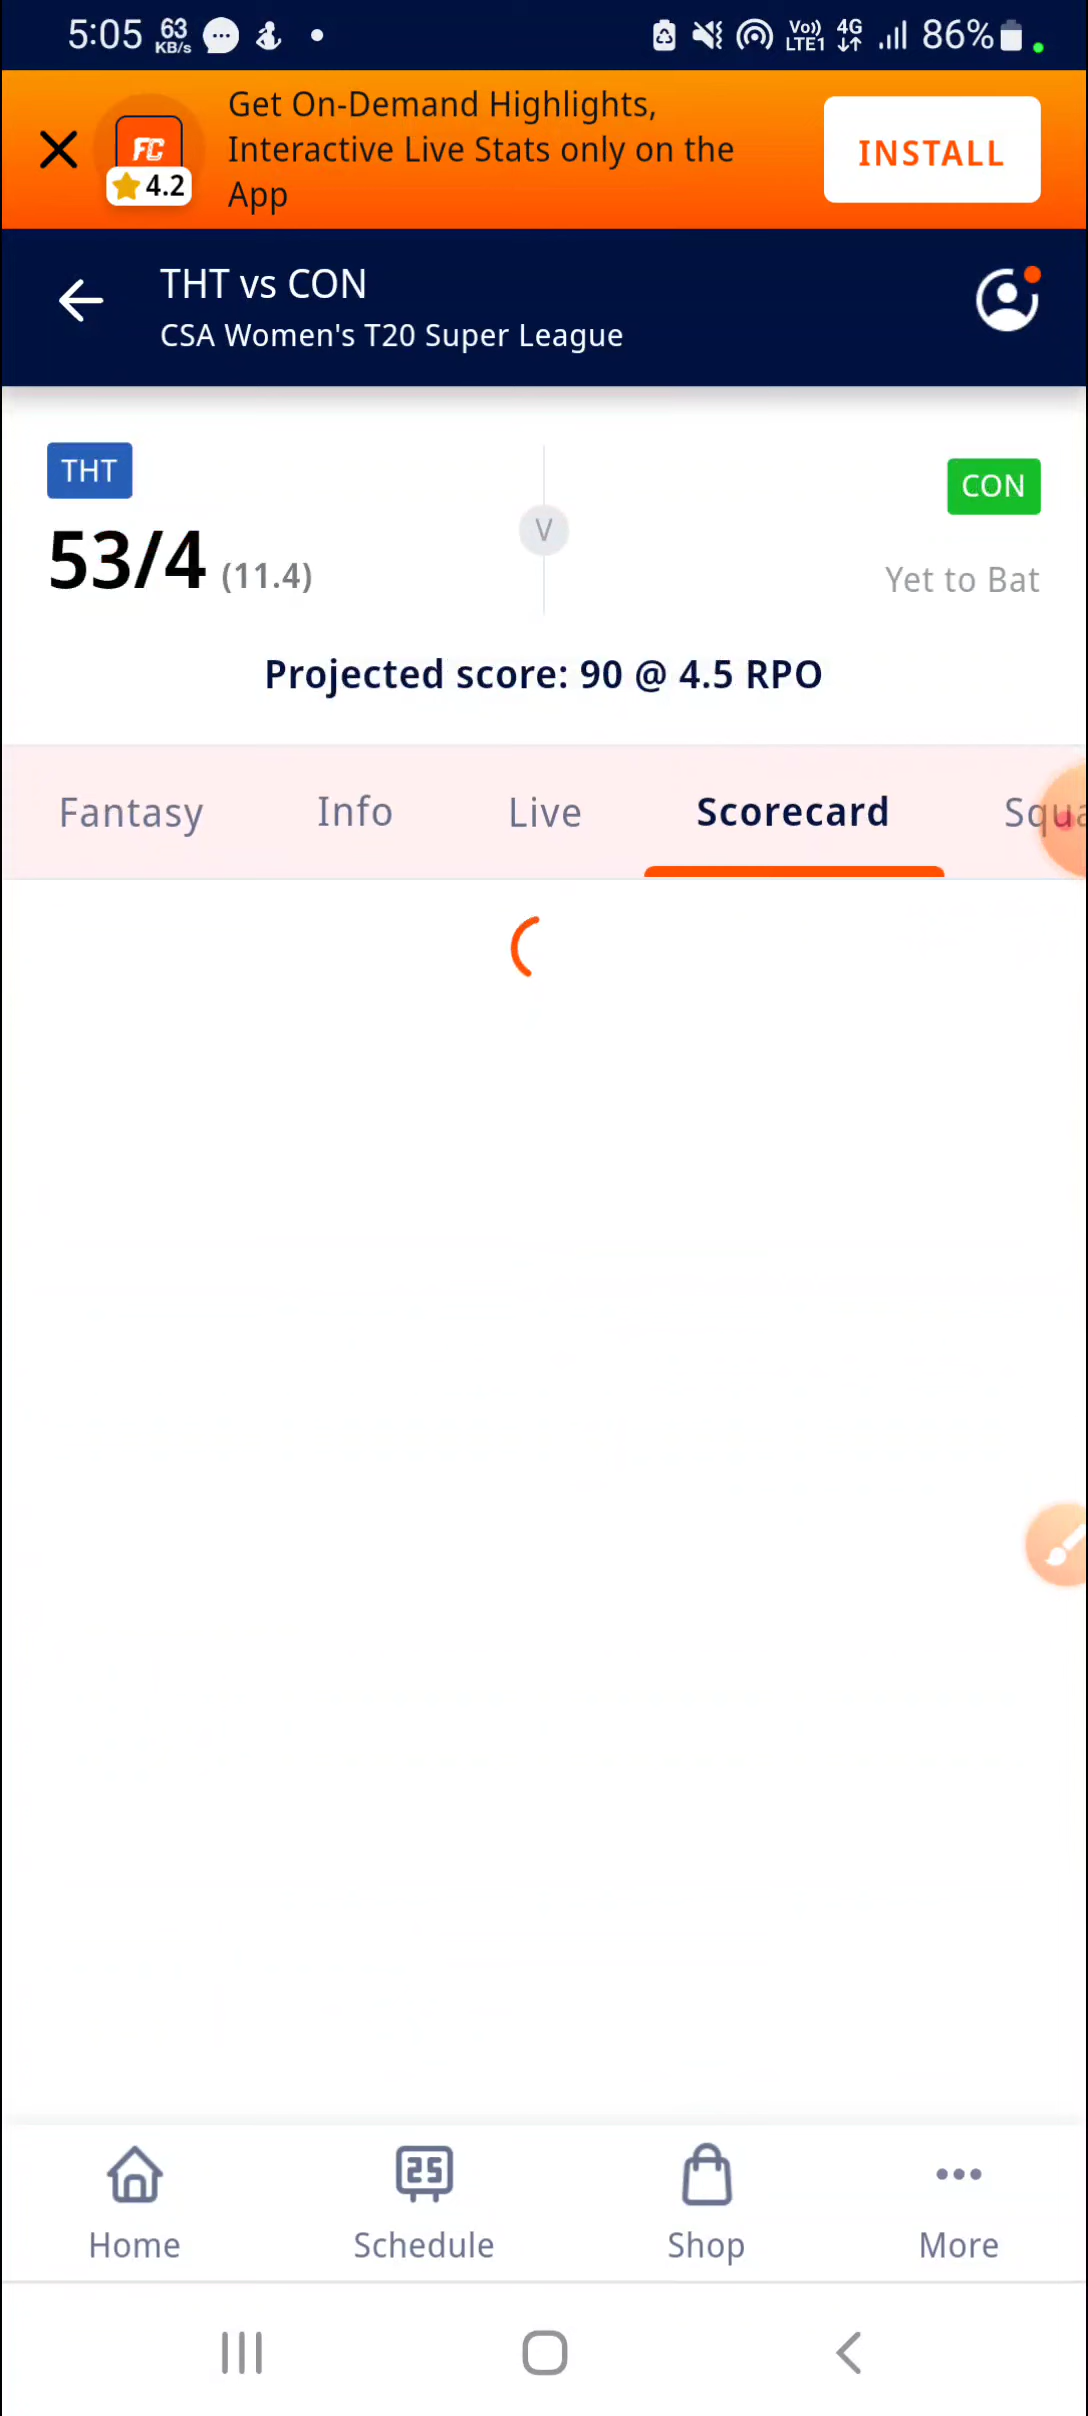 5:05 63 KB/s Vo)) LTE1 4G 86%
Get On-Demand Highlights,
Interactive Live Stats only on the
App
INSTALL
FC
4.2
THT vs CON
CSA Women's T20 Super League
THT
CON
V
53/4 (11.4)
Yet to Bat
Projected score: 90 @ 4.5 RPO
Fantasy Info Live Scorecard Squa
25
Home Schedule Shop More